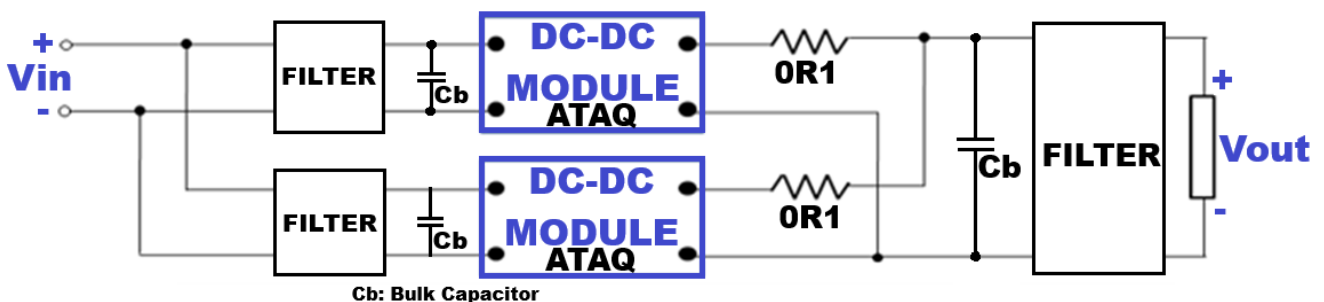 +
Vin
-
FILTER
Cb
DC-DC
MODULE
ATAQ
0R1
FILTER
Cb
DC-DC
MODULE
ATAQ
0R1
Cb
FILTER
+
Vout
-
Cb: Bulk Capacitor